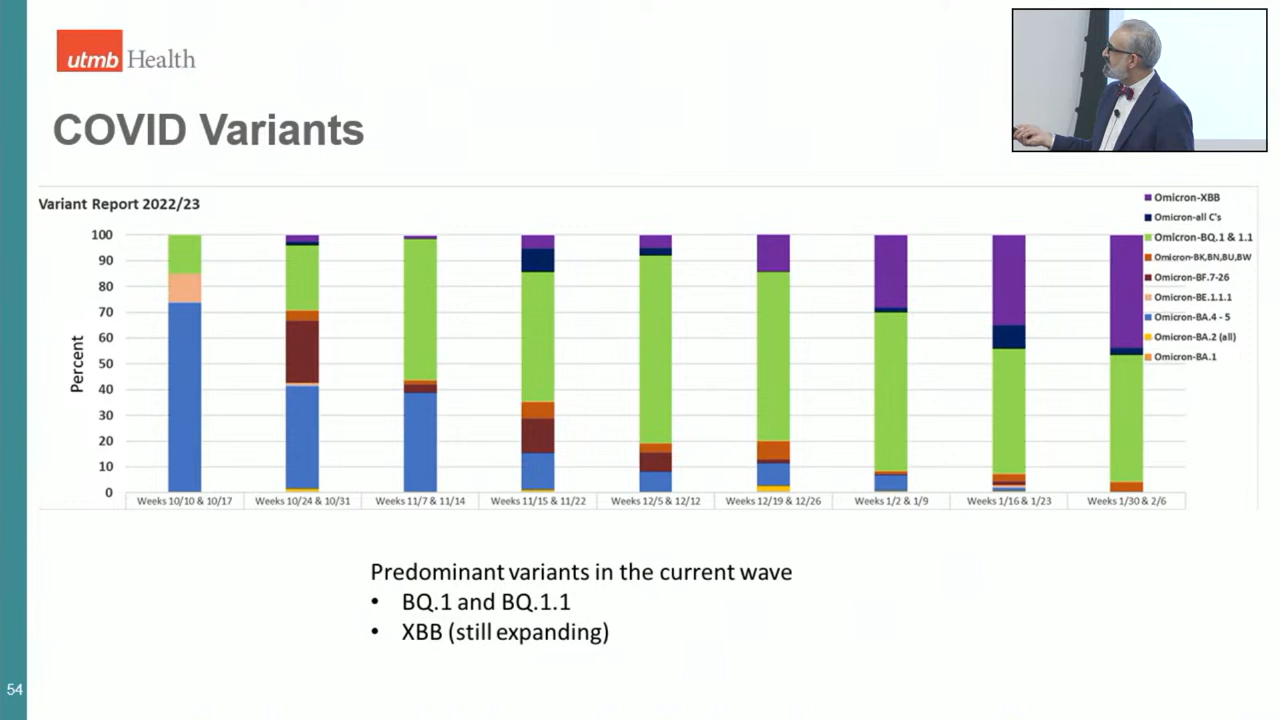 utmb Health
COVID Variants
Variant Report 2022/23
Omicron-XBB
Omicron-all C's
Omicron-BQ.1 & 1.1
Omicron-BK,BN,BU,BW
Omicron-BF.7-26
Omicron-BE.1.1.1
Omicron-BA.4 - 5
Omicron-BA.2 (all)
Omicron-BA.1
Percent
100
90
80
70
60
50
40
30
20
10
0
Weeks 10/10 & 10/17
Weeks 10/24 & 10/31
Weeks 11/7 & 11/14
Weeks 11/15 & 11/22
Weeks 12/5 & 12/12
Weeks 12/19 & 12/26
Weeks 1/2 & 1/9
Weeks 1/16 & 1/23
Weeks 1/30 & 2/6
Predominant variants in the current wave
• BQ.1 and BQ.1.1
• XBB (still expanding)
54